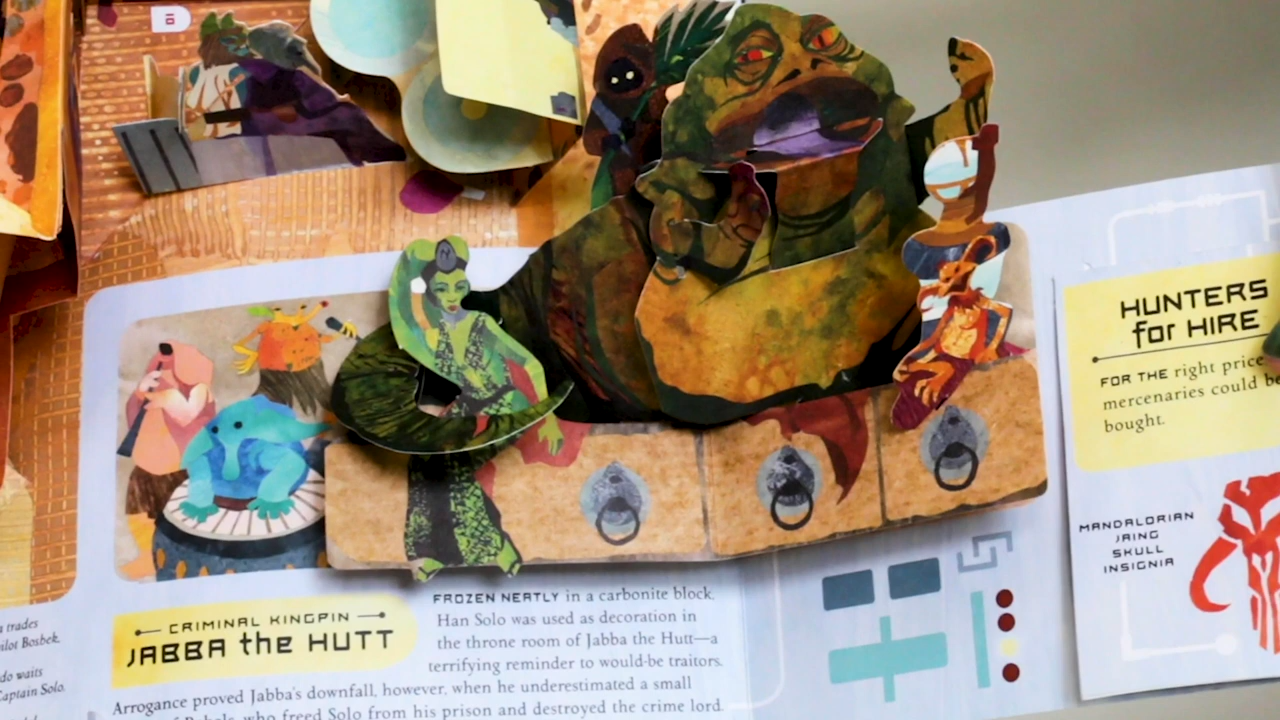 10
a trades
pilot Bosbek.
do waits
Captain Solo.
CRIMINAL KINGPIN
JABBA the HUTT
FROZEN NEATLY in a carbonite block,
Han Solo was used as decoration in
the throne room of Jabba the Hutt—a
terrifying reminder to would-be traitors.
Arrogance proved Jabba's downfall, however, when he underestimated a small
of Rebels, who freed Solo from his prison and destroyed the crime lord.
HUNTERS
for HIRE
FOR THE right price
mercenaries could be
bought.
MANDALORIAN
JAING
SKULL
INSIGNIA